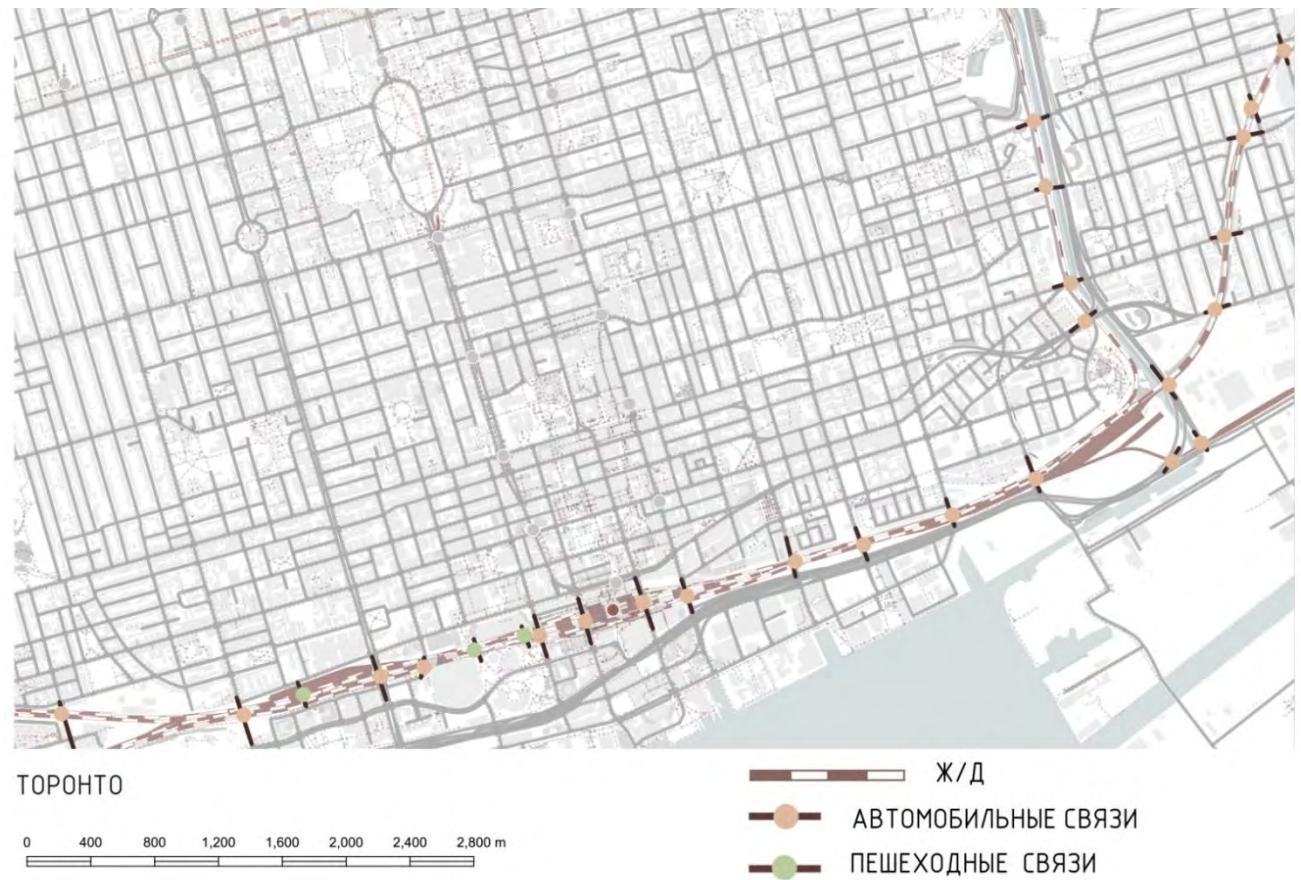 ТОРОНТО
0 400 800 1,200 1,600 2,000 2,400 2,800 m
Ж/Д
АВТОМОБИЛЬНЫЕ СВЯЗИ
ПЕШЕХОДНЫЕ СВЯЗИ